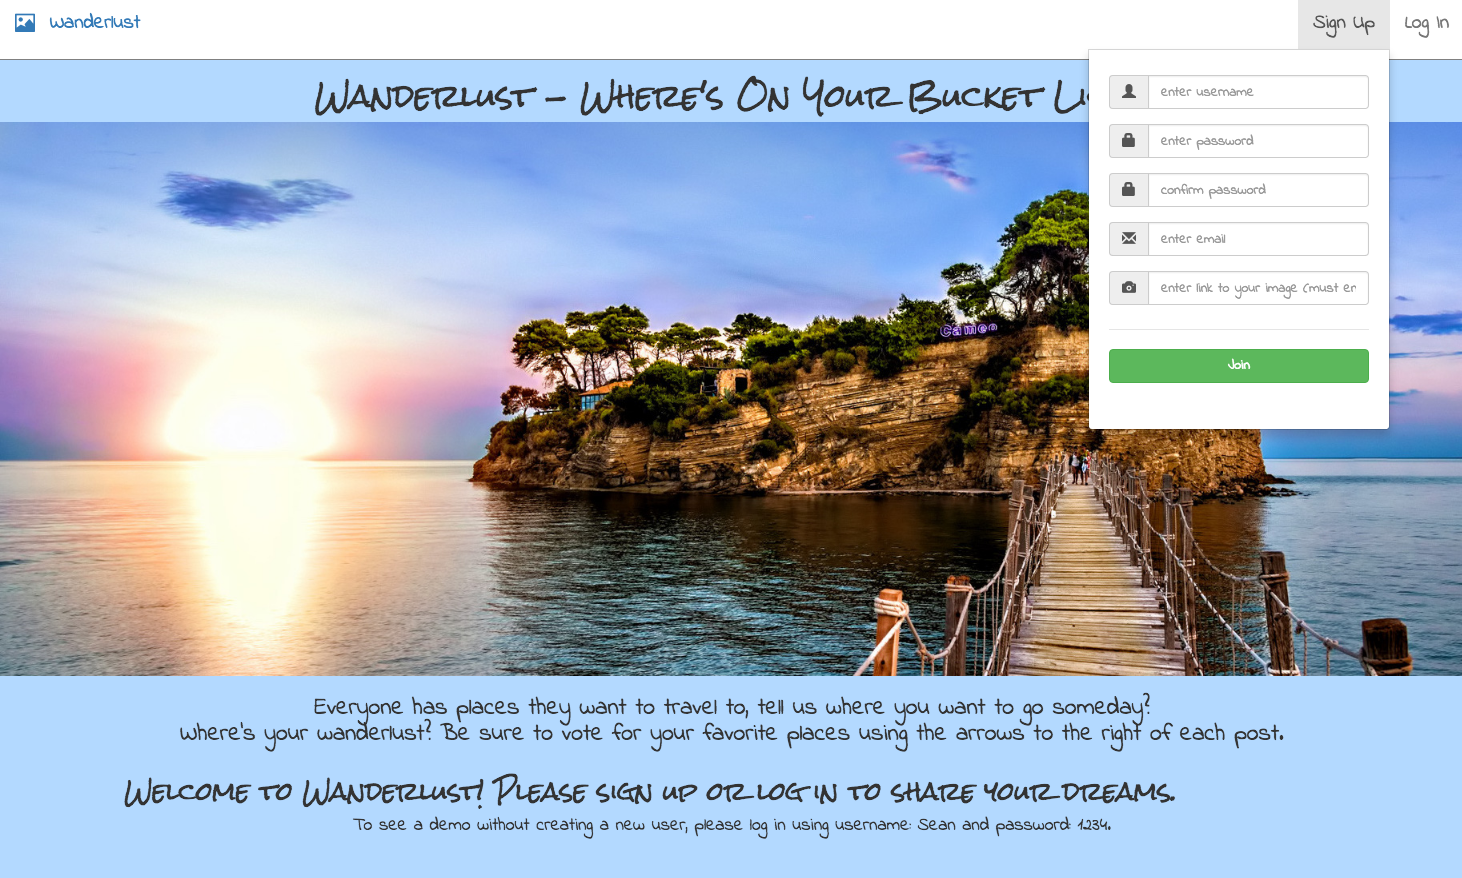 wanderlust
Sign Up
Log In
Wanderlust - Where's On Your Bucket
enter username
enter password
confirm password
enter email
enter link to your image (must
Join
Cameo
Everyone has places they want to travel to, tell us where you want to go someday?
Where's your wanderlust? Be sure to vote for your favorite places using the arrows to the right of each post.
Welcome to Wanderlust! Please sign up or log in to share your dreams.
To see a demo without creating a new user, please log in using username: Sean and password: 1234.